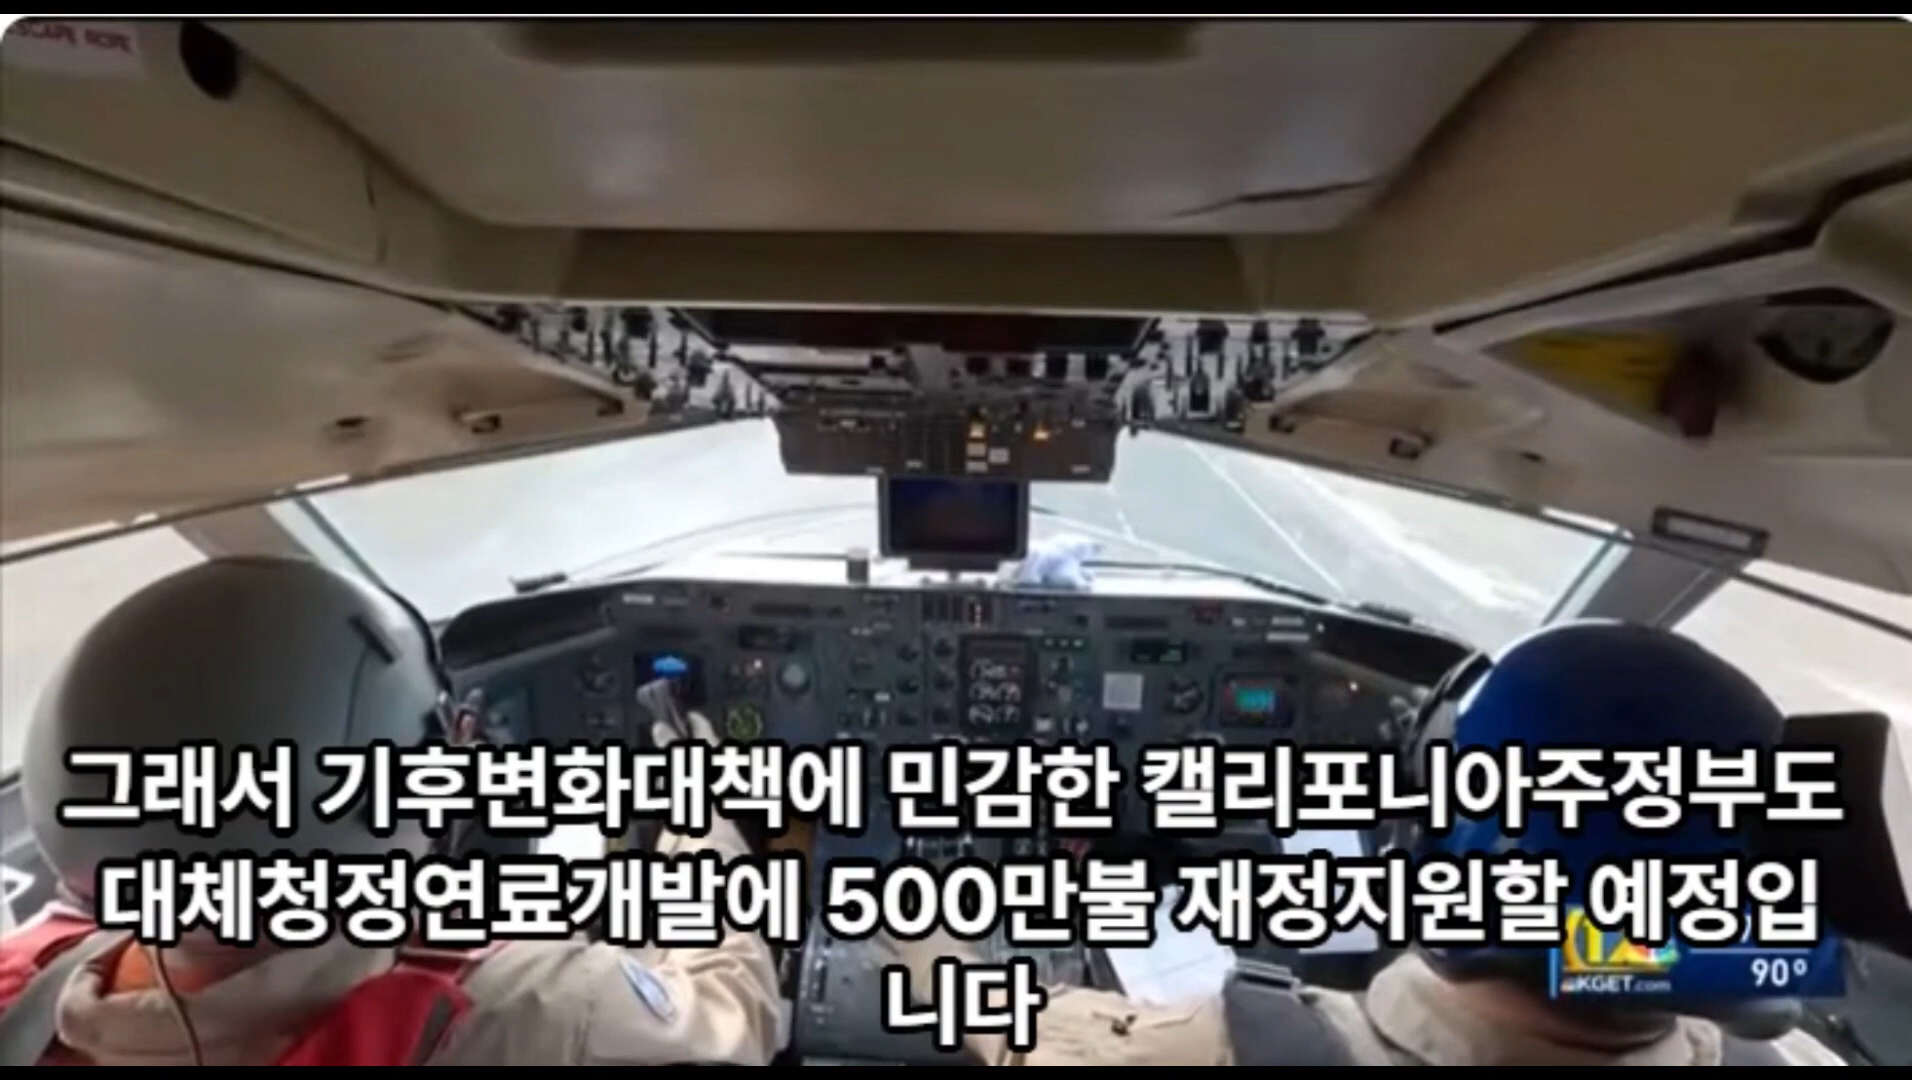 그래서 기후변화대책에 민감한 캘리포니아주정부도
대체청정연료개발에 500만불 재정지원할 예정입
니다
17
KGET.com
90°